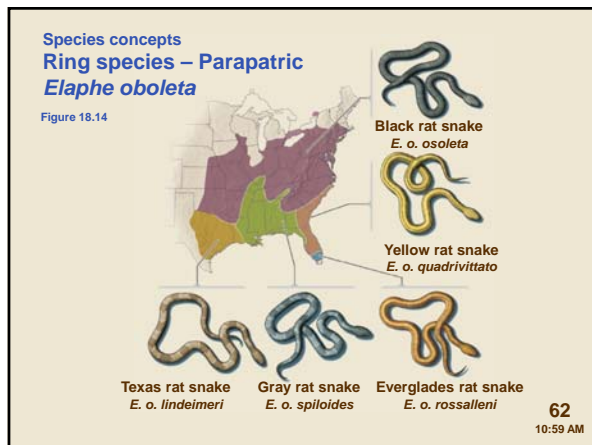 Species concepts
Ring species – Parapatric
Elaphe oboleta
Figure 18.14
Black rat snake
E. o. osoleta
Yellow rat snake
E. o. quadrivittato
Texas rat snake
E. o. lindeimeri
Gray rat snake
E. o. spiloides
Everglades rat snake
E. o. rossalleni
62
10:59 AM